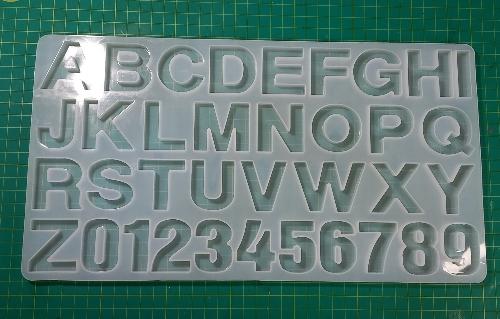 ABCDEFGHI
JKLMNOPQ
RSTUVWXY
Z0123456789